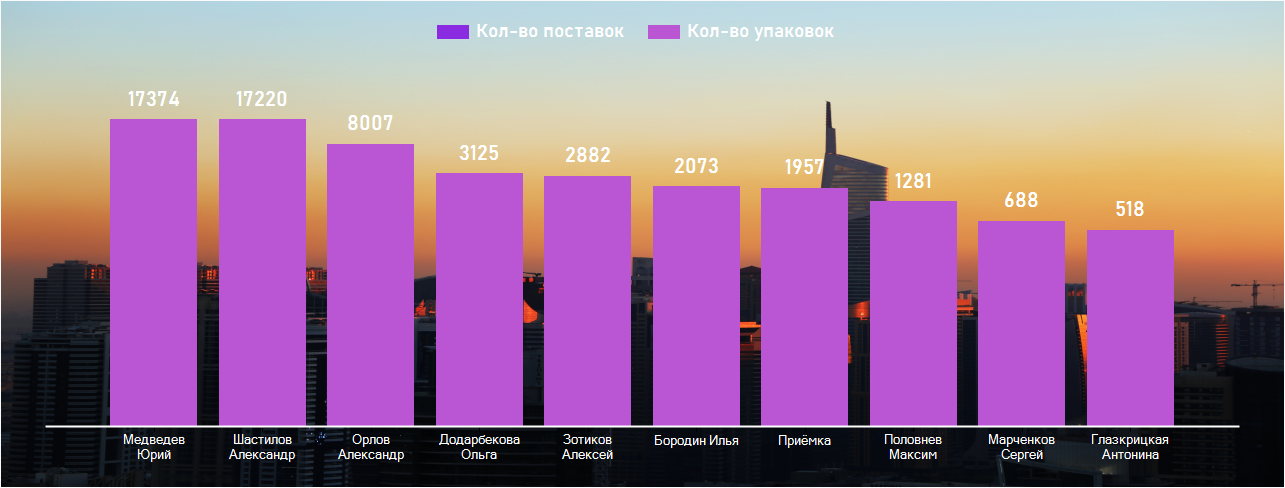 Кол-во поставок Кол-во упаковок
17374
17220
8007
3125
2882
2073
1957
1281
688
518
Медведев
Юрий
Шастилов
Александр
Орлов
Александр
Додарбекова
Ольга
Зотиков
Алексей
Бородин Илья
Приёмка
Половнев
Максим
Марченков
Сергей
Глазкрицкая
Антонина